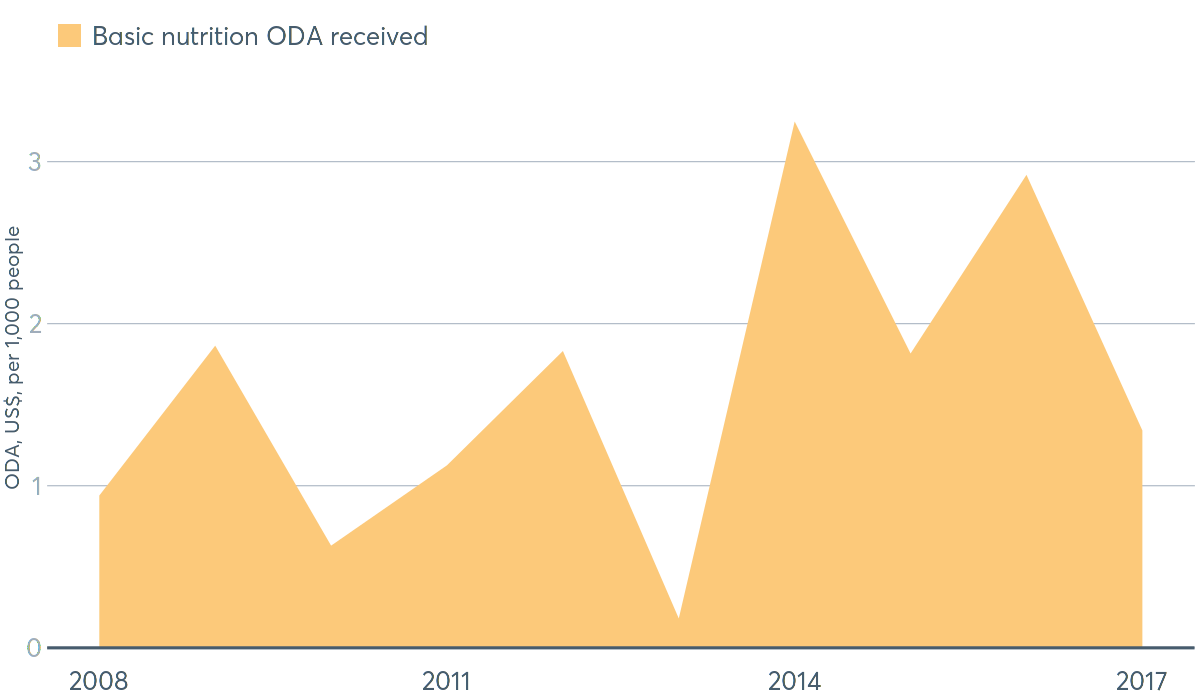 Basic nutrition ODA received
ODA, US$, per 1,000 people
3
2
1
0
2008 2011 2014 2017